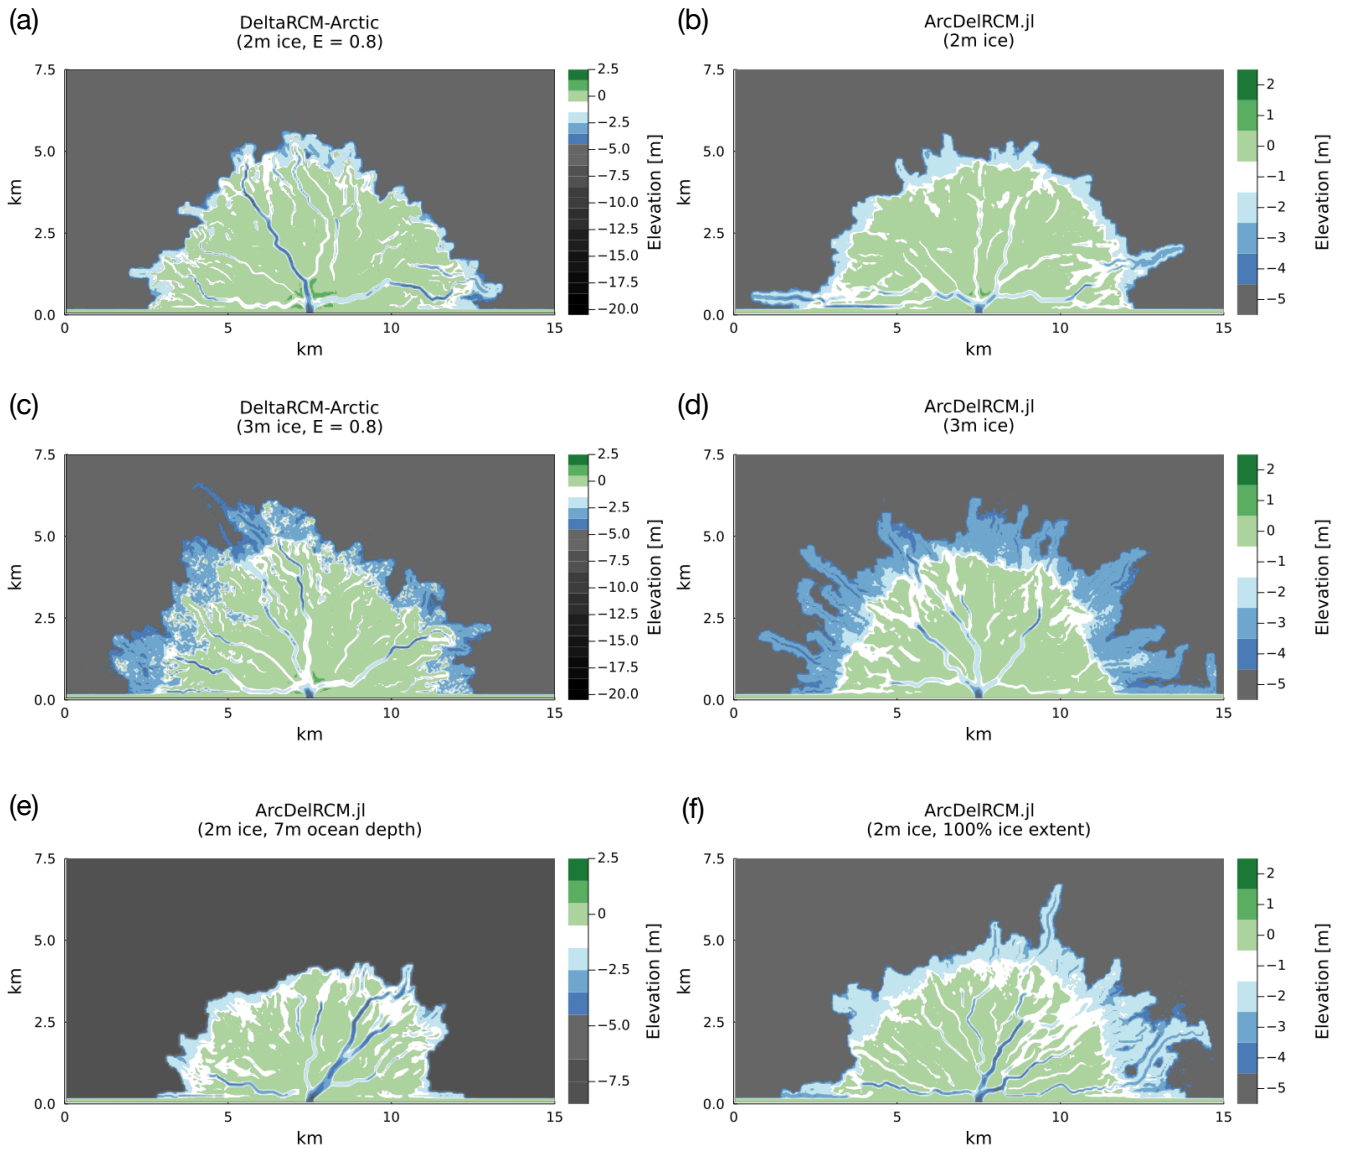 (a)
DeltaRCM-Arctic
(2m ice, E = 0.8)
7.5
5.0
2.5
0.0
km
0
5
10
15
km
2.5
0
−2.5
−5.0
−7.5
−10.0
−12.5
−15.0
−17.5
−20.0
Elevation [m]
(b)
ArcDelRCM.jl
(2m ice)
7.5
5.0
2.5
0.0
km
0
5
10
15
km
2
1
0
−1
−2
−3
−4
−5
Elevation [m]
(c)
DeltaRCM-Arctic
(3m ice, E = 0.8)
7.5
5.0
2.5
0.0
km
0
5
10
15
km
2.5
0
−2.5
−5.0
−7.5
−10.0
−12.5
−15.0
−17.5
−20.0
Elevation [m]
(d)
ArcDelRCM.jl
(3m ice)
7.5
5.0
2.5
0.0
km
0
5
10
15
km
2
1
0
−1
−2
−3
−4
−5
Elevation [m]
(e)
ArcDelRCM.jl
(2m ice, 7m ocean depth)
7.5
5.0
2.5
0.0
km
0
5
10
15
km
2.5
0
−2.5
−5.0
−7.5
Elevation [m]
(f)
ArcDelRCM.jl
(2m ice, 100% ice extent)
7.5
5.0
2.5
0.0
km
0
5
10
15
km
2
1
0
−1
−2
−3
−4
−5
Elevation [m]